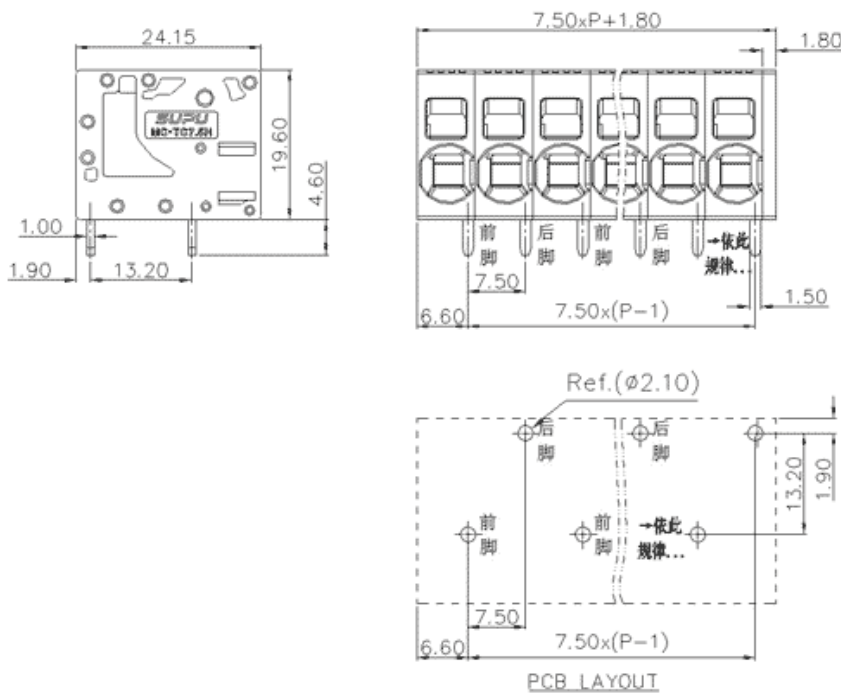 24.15
SUPU
MC-TC7.5H
19.60
4.60
1.00
1.90
13.20
7.50xP+1.80
1.80
前脚
后脚
前脚
后脚
→依此
规律...
7.50
1.50
6.60
7.50x(P-1)
Ref.(ø2.10)
后脚
后脚
13.20
1.90
前脚
前脚
→依此
规律...
7.50
6.60
7.50x(P-1)
PCB LAYOUT